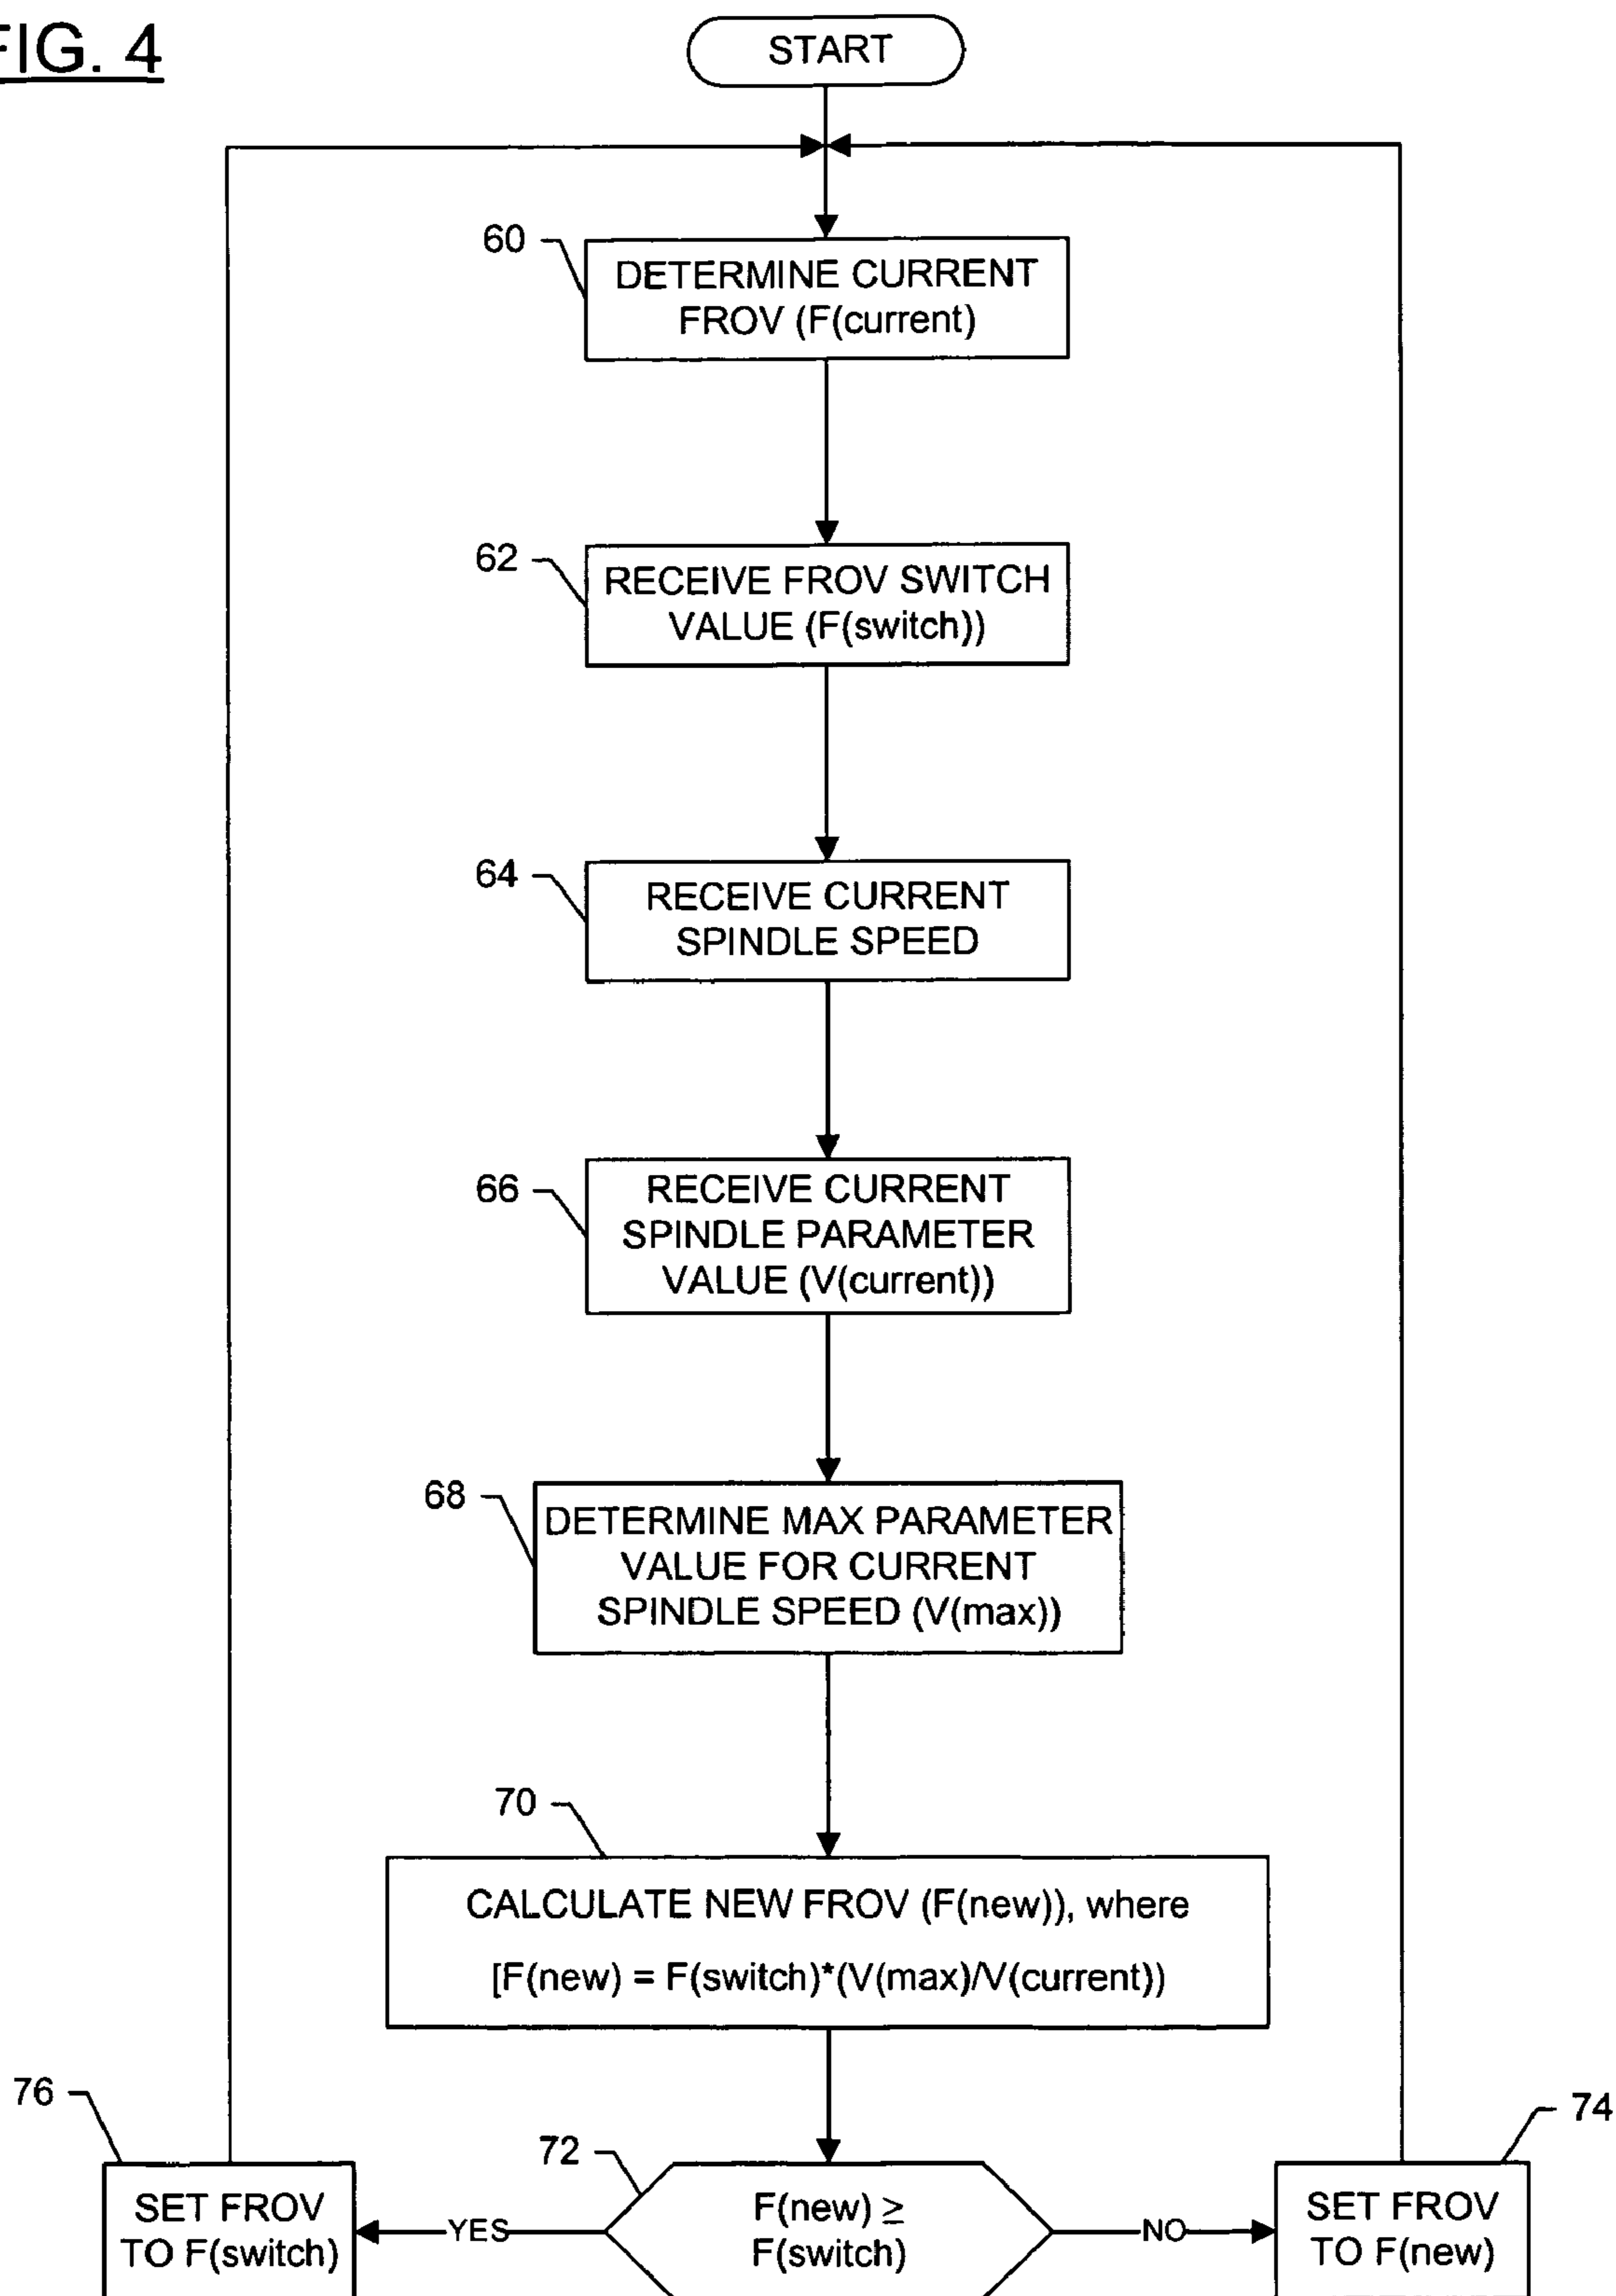 FIG. 4
START
60
DETERMINE CURRENT
FROV (F(current)
62
RECEIVE FROV SWITCH
VALUE (F(switch))
64
RECEIVE CURRENT
SPINDLE SPEED
66
RECEIVE CURRENT
SPINDLE PARAMETER
VALUE (V(current))
68
DETERMINE MAX PARAMETER
VALUE FOR CURRENT
SPINDLE SPEED (V(max))
70
CALCULATE NEW FROV (F(new)), where
[F(new) = F(switch)*(V(max)/V(current))
76
SET FROV
TO F(switch)
YES
72
F(new) ≥
F(switch)
NO
74
SET FROV
TO F(new)